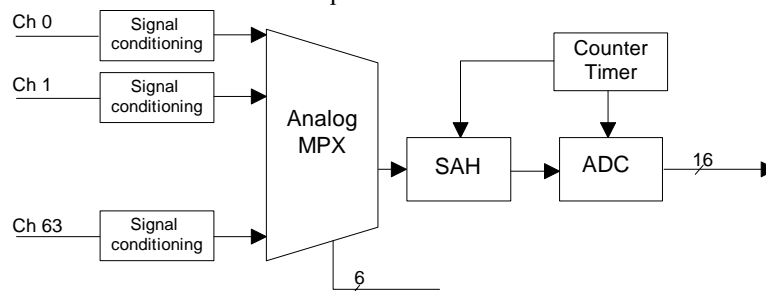 Ch 0
Signal
conditioning
Ch 1
Signal
conditioning
Ch 63
Signal
conditioning
Analog
MPX
6
SAH
Counter
Timer
ADC
16